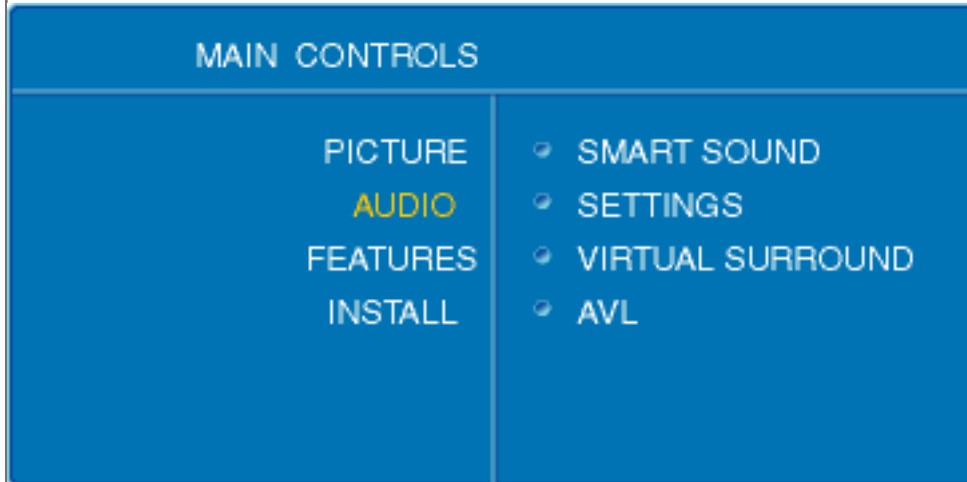 MAIN CONTROLS
PICTURE
AUDIO
FEATURES
INSTALL
SMART SOUND
SETTINGS
VIRTUAL SURROUND
AVL